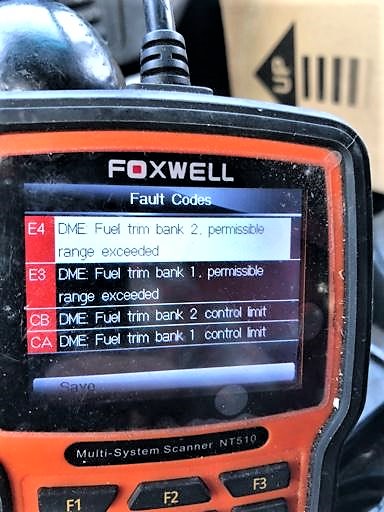 UP
FOXWELL
Fault Codes
E4 DME: Fuel trim bank 2, permissible
range exceeded
E3 DME: Fuel trim bank 1, permissible
range exceeded
CB DME: Fuel trim bank 2 control limit
CA DME: Fuel trim bank 1 control limit
Save
Multi-System Scanner NT510
F1 F2 F3